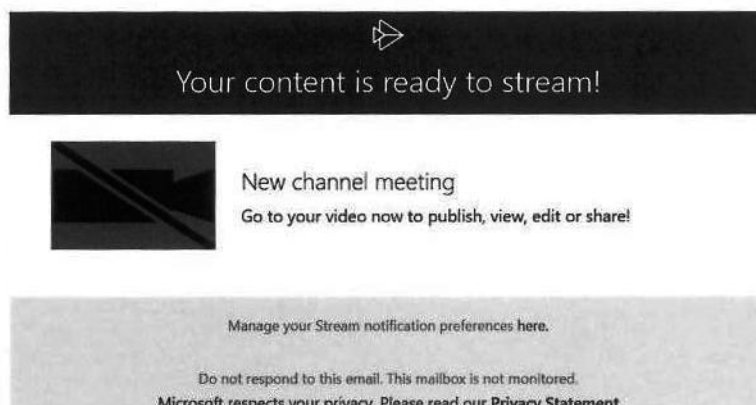 Your content is ready to stream!
New channel meeting
Go to your video now to publish, view, edit or share!
Manage your Stream notification preferences here.
Do not respond to this email. This mailbox is not monitored.
Microsoft respects your privacy. Please read our Privacy Statement